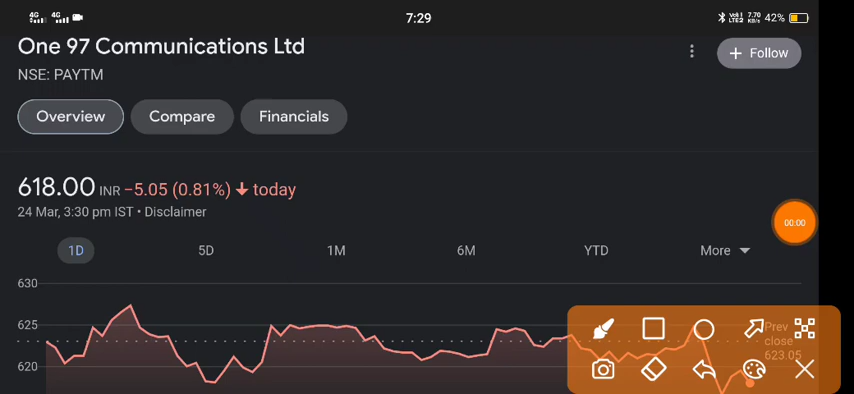 4G 4G 7:29 42%
One 97 Communications Ltd
+ Follow
NSE: PAYTM
Overview Compare Financials
618.00 INR −5.05 (0.81%) ↓ today
24 Mar, 3:30 pm IST • Disclaimer
00:00
1D 5D 1M 6M YTD More
630
625
Prev
close
623.05
620